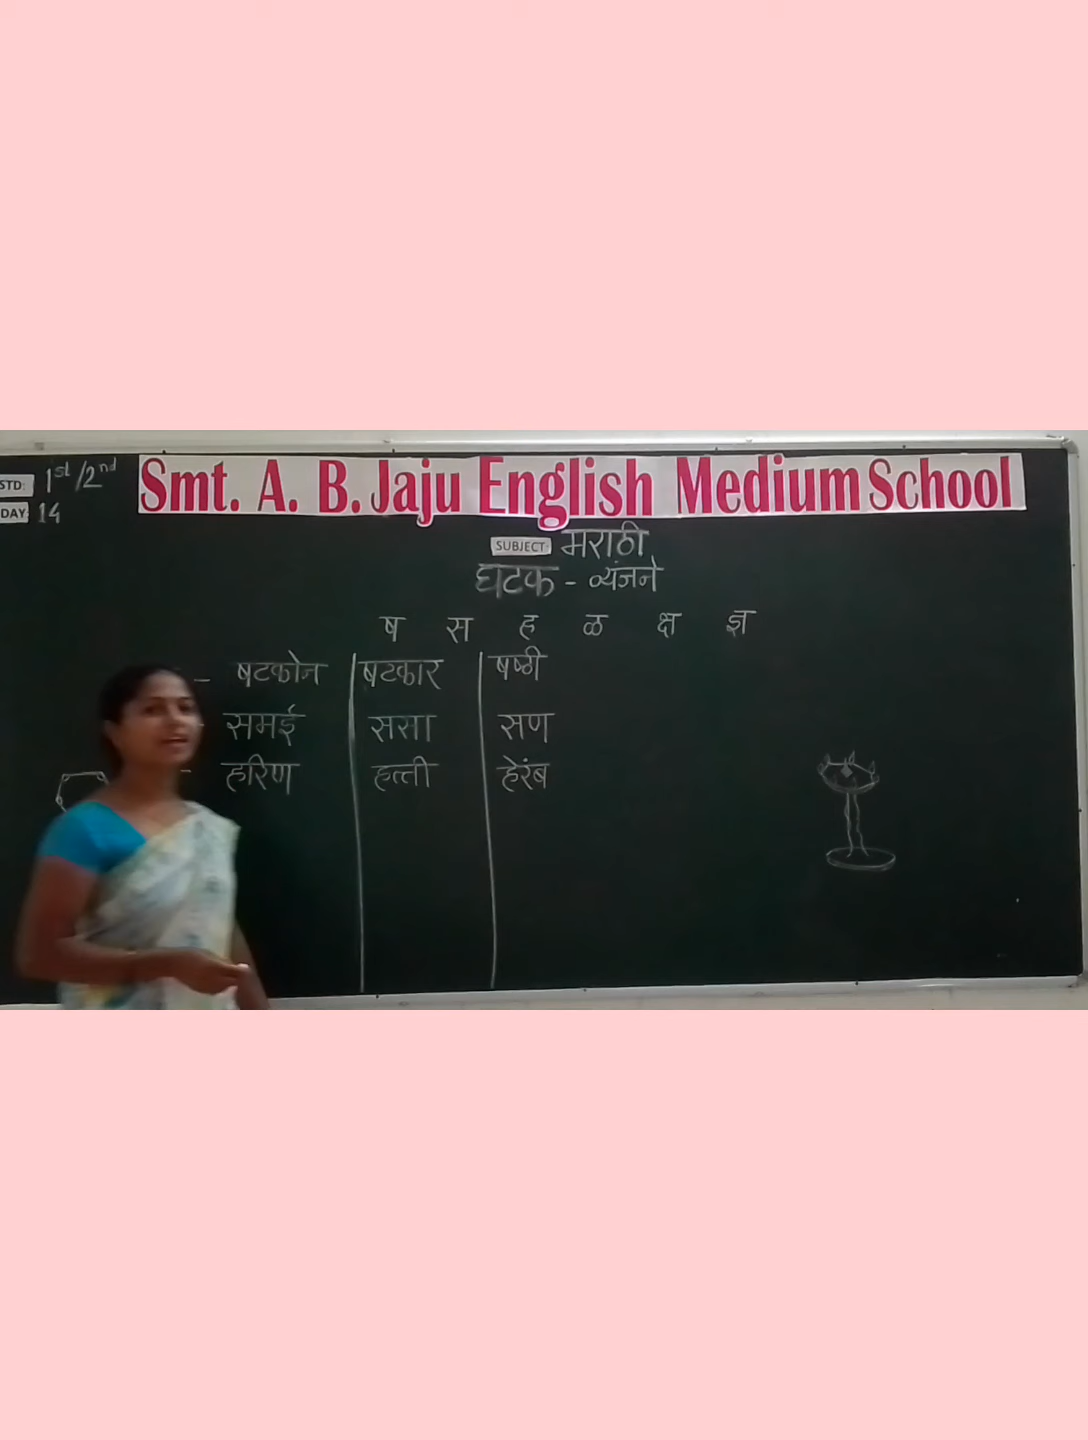 STD: 1st/2nd
Smt. A. B. Jaju English Medium School
DAY: 14
SUBJECT: मराठी
घटक - व्यंजने
ष स ह ळ क्ष ज्ञ
- षटकोन षटकार षष्ठी
- समई ससा सण
- हरिण हत्ती हेरंब